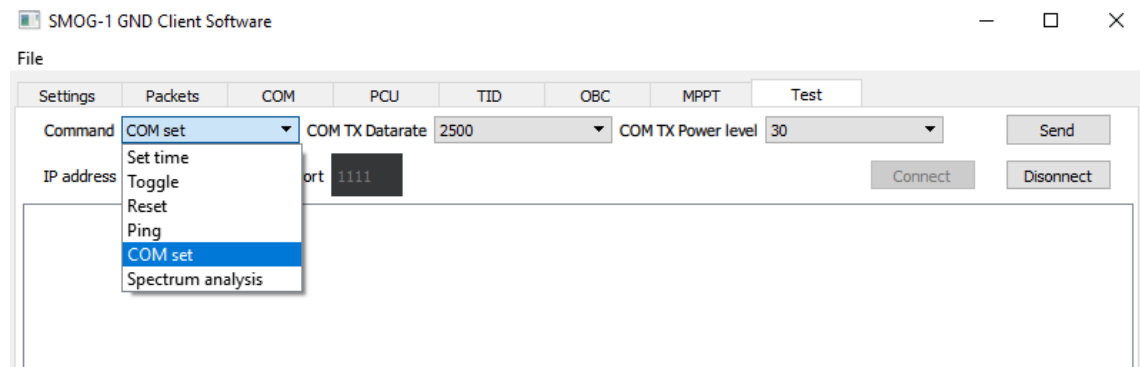 SMOG-1 GND Client Software
File
Settings Packets COM PCU TID OBC MPPT Test
Command COM set COM TX Datarate 2500 COM TX Power level 30 Send
Set time
IP address Toggle ort 1111 Connect Disonnect
Reset
Ping
COM set
Spectrum analysis